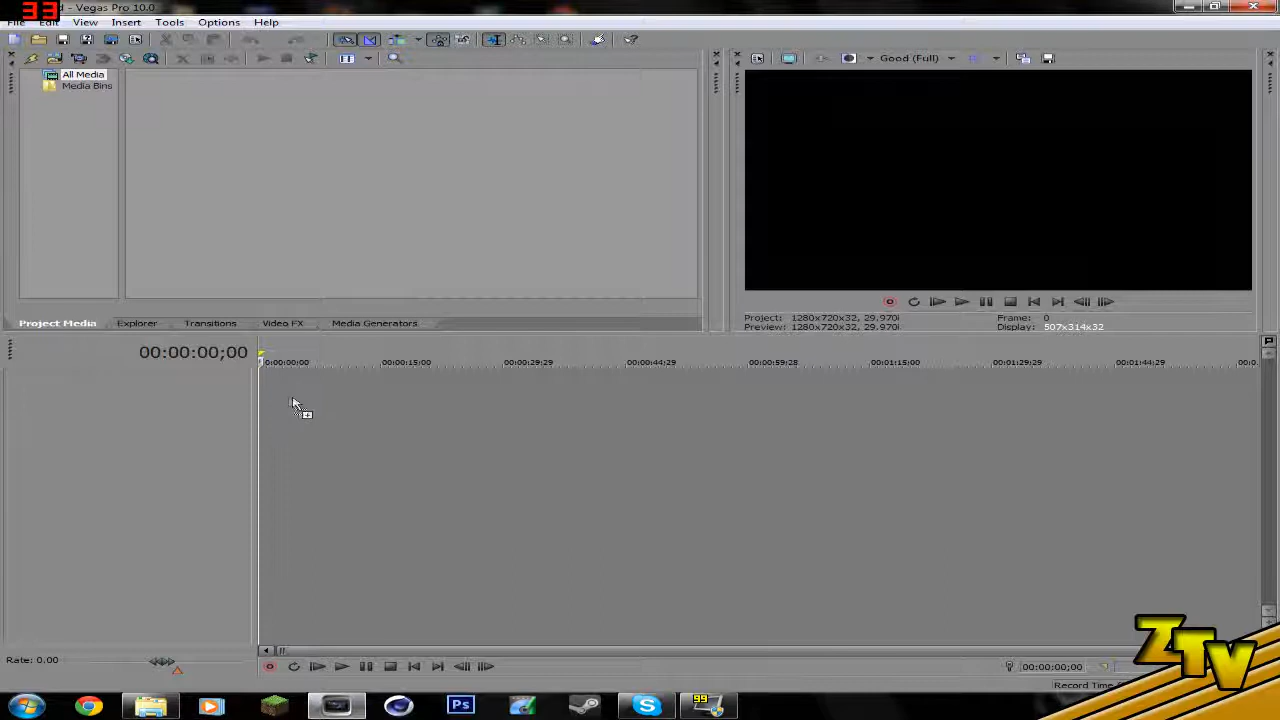 33
d - Vegas Pro 10.0
File Edit View Insert Tools Options Help
All Media
Media Bins
Good (Full)
Project Media Explorer Transitions Video FX Media Generators
Project: 1280x720x32, 29.970i Frame: 0
Preview: 1280x720x32, 29.970i Display: 507x314x32
00:00:00;00
00:00:00;00 00:00:15;00 00:00:29;29 00:00:44;29 00:00:59;28 00:01:15;00 00:01:29;29 00:01:44;29 00:0
Rate: 0.00
00:00:00;00
Record Time (
ZTV
Ps
99